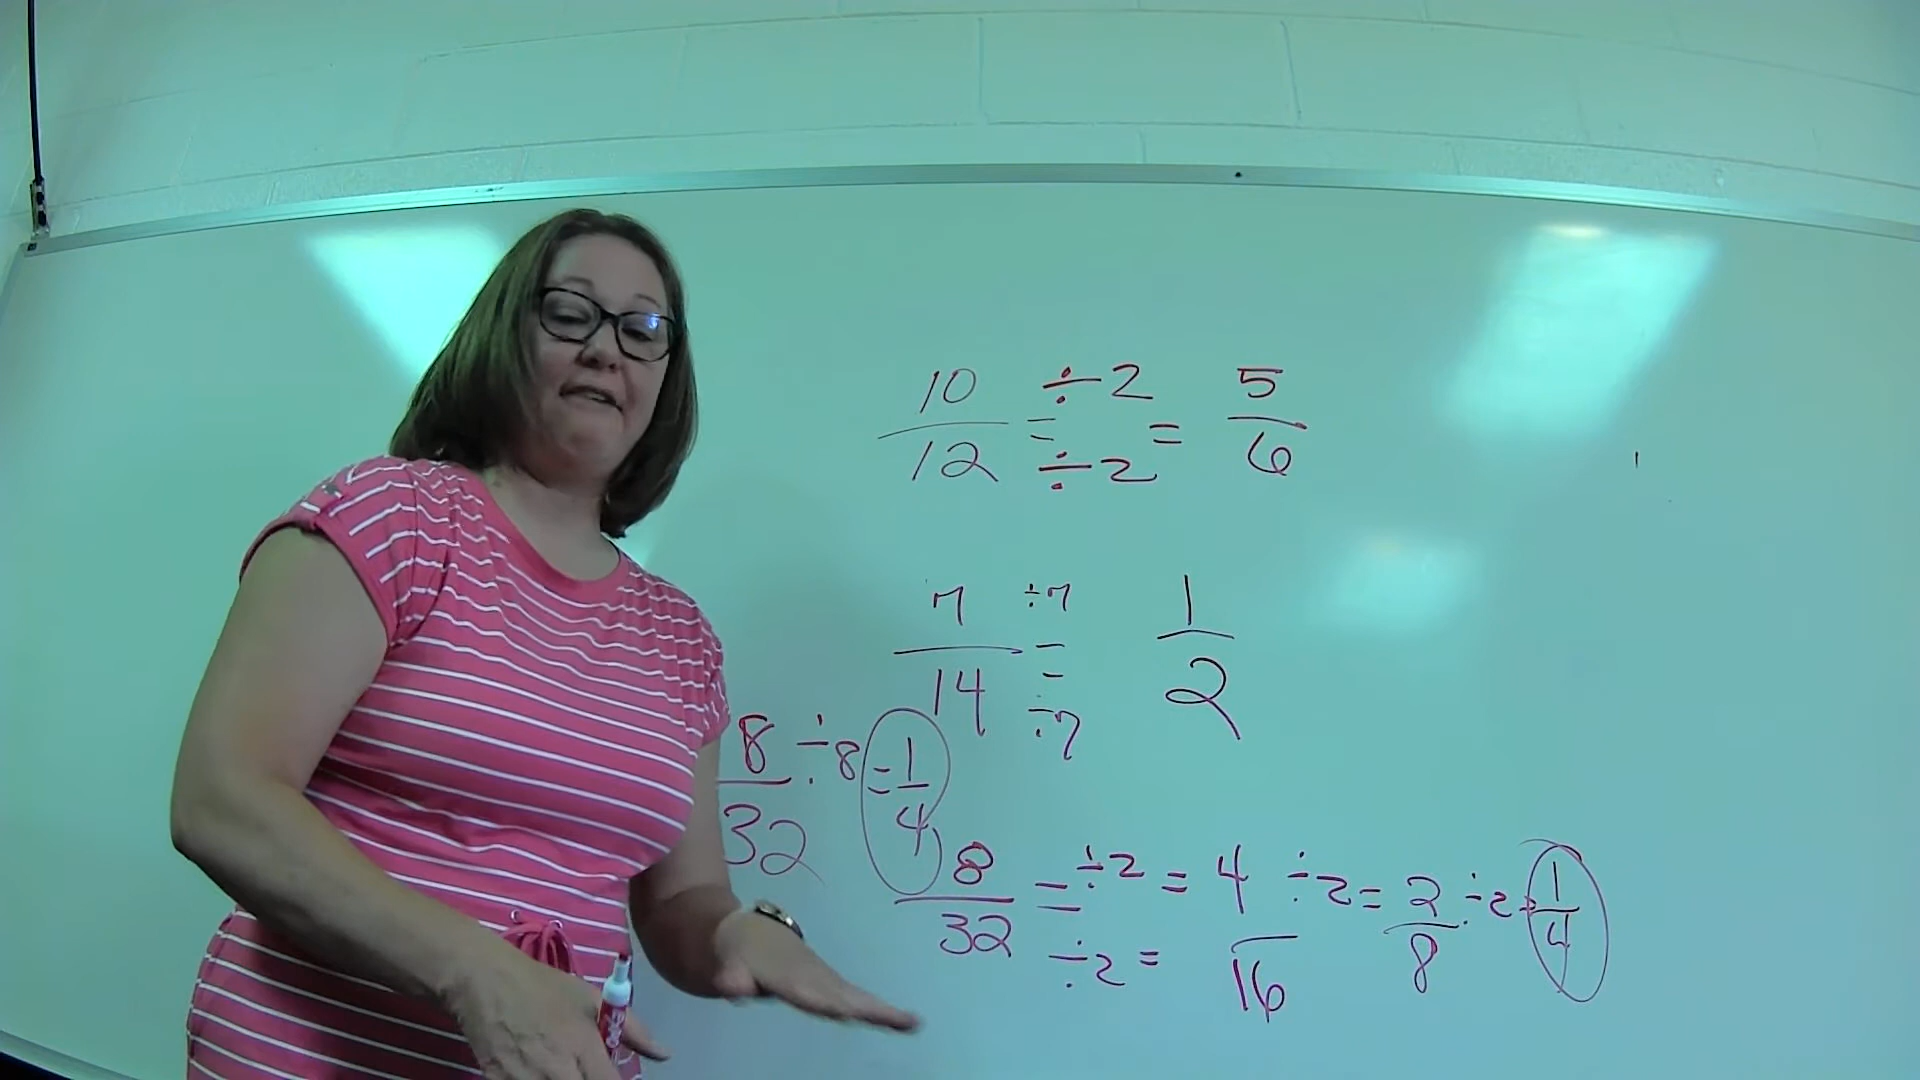 10 ÷2 5
— = — = —
12 ÷2 6
7 ÷7 1
— = —
14 ÷7 2
8 ÷8 = 1
— —
32 4
8 ÷2 = 4 ÷2 = 2 ÷2 = 1
— = — — —
32 ÷2 = 16 8 4